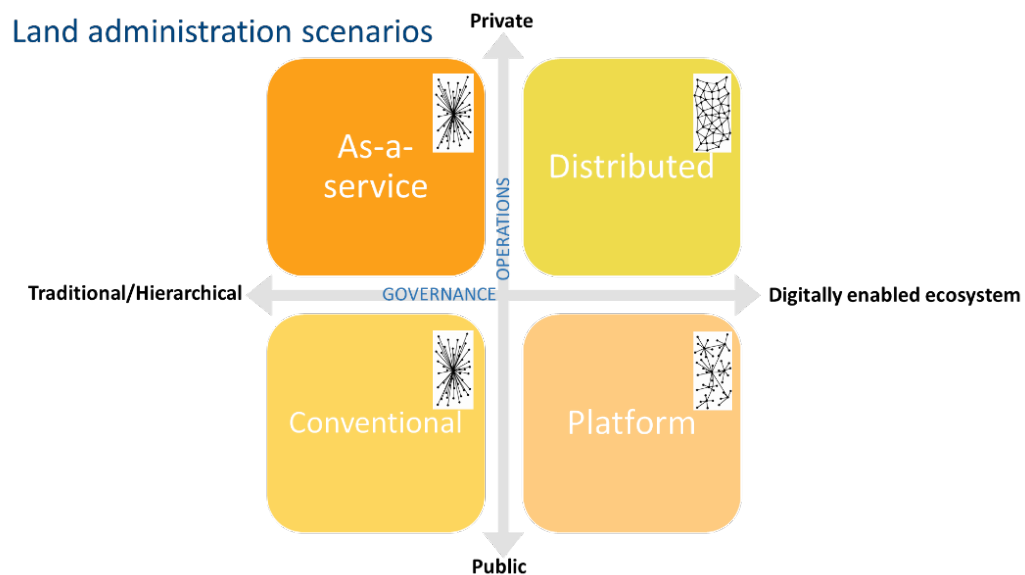 Land administration scenarios
Private
As-a-
service
Distributed
OPERATIONS
Traditional/Hierarchical
GOVERNANCE
Digitally enabled ecosystem
Conventional
Platform
Public